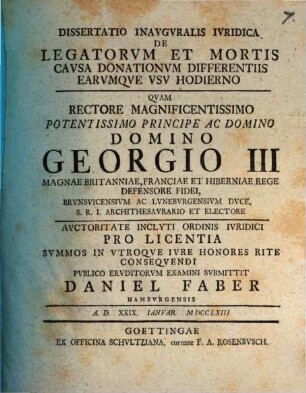 7.
DISSERTATIO INAVGVRALIS IVRIDICA
DE
LEGATORVM ET MORTIS
CAVSA DONATIONVM DIFFERENTIIS
EARVMQVE VSV HODIERNO
QVAM
RECTORE MAGNIFICENTISSIMO
POTENTISSIMO PRINCIPE AC DOMINO
DOMINO
GEORGIO III
MAGNAE BRITANNIAE, FRANCIAE ET HIBERNIAE REGE
DEFENSORE FIDEI,
BRVNSVICENSIVM AC LVNEBVRGENSIVM DVCE,
S. R. I. ARCHITHESAVRARIO ET ELECTORE
AVCTORITATE INCLVTI ORDINIS IVRIDICI
PRO LICENTIA
SVMMOS IN VTROQVE IVRE HONORES RITE
CONSEQVENDI
PVBLICO ERVDITORVM EXAMINI SVBMITTIT
DANIEL FABER
HAMBVRGENSIS
A. D. XXIX. IANVAR. MDCCLXIII
GOETTINGAE
EX OFFICINA SCHVLTZIANA, curante F. A. ROSENBVSCH.